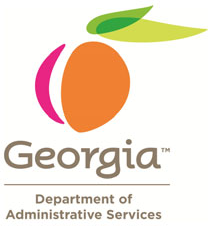 Georgia™
Department of
Administrative Services